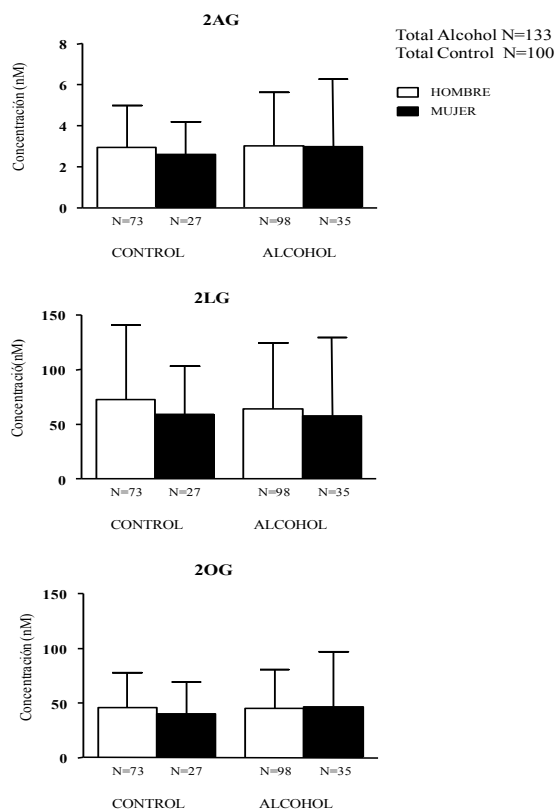 2AG
Total Alcohol N=133
Total Control N=100
HOMBRE
MUJER
Concentración (nM)
8
6
4
2
0
N=73 N=27 N=98 N=35
CONTROL ALCOHOL
2LG
Concentració(nM)
150
100
50
0
N=73 N=27 N=98 N=35
CONTROL ALCOHOL
2OG
Concentración (nM)
150
100
50
0
N=73 N=27 N=98 N=35
CONTROL ALCOHOL